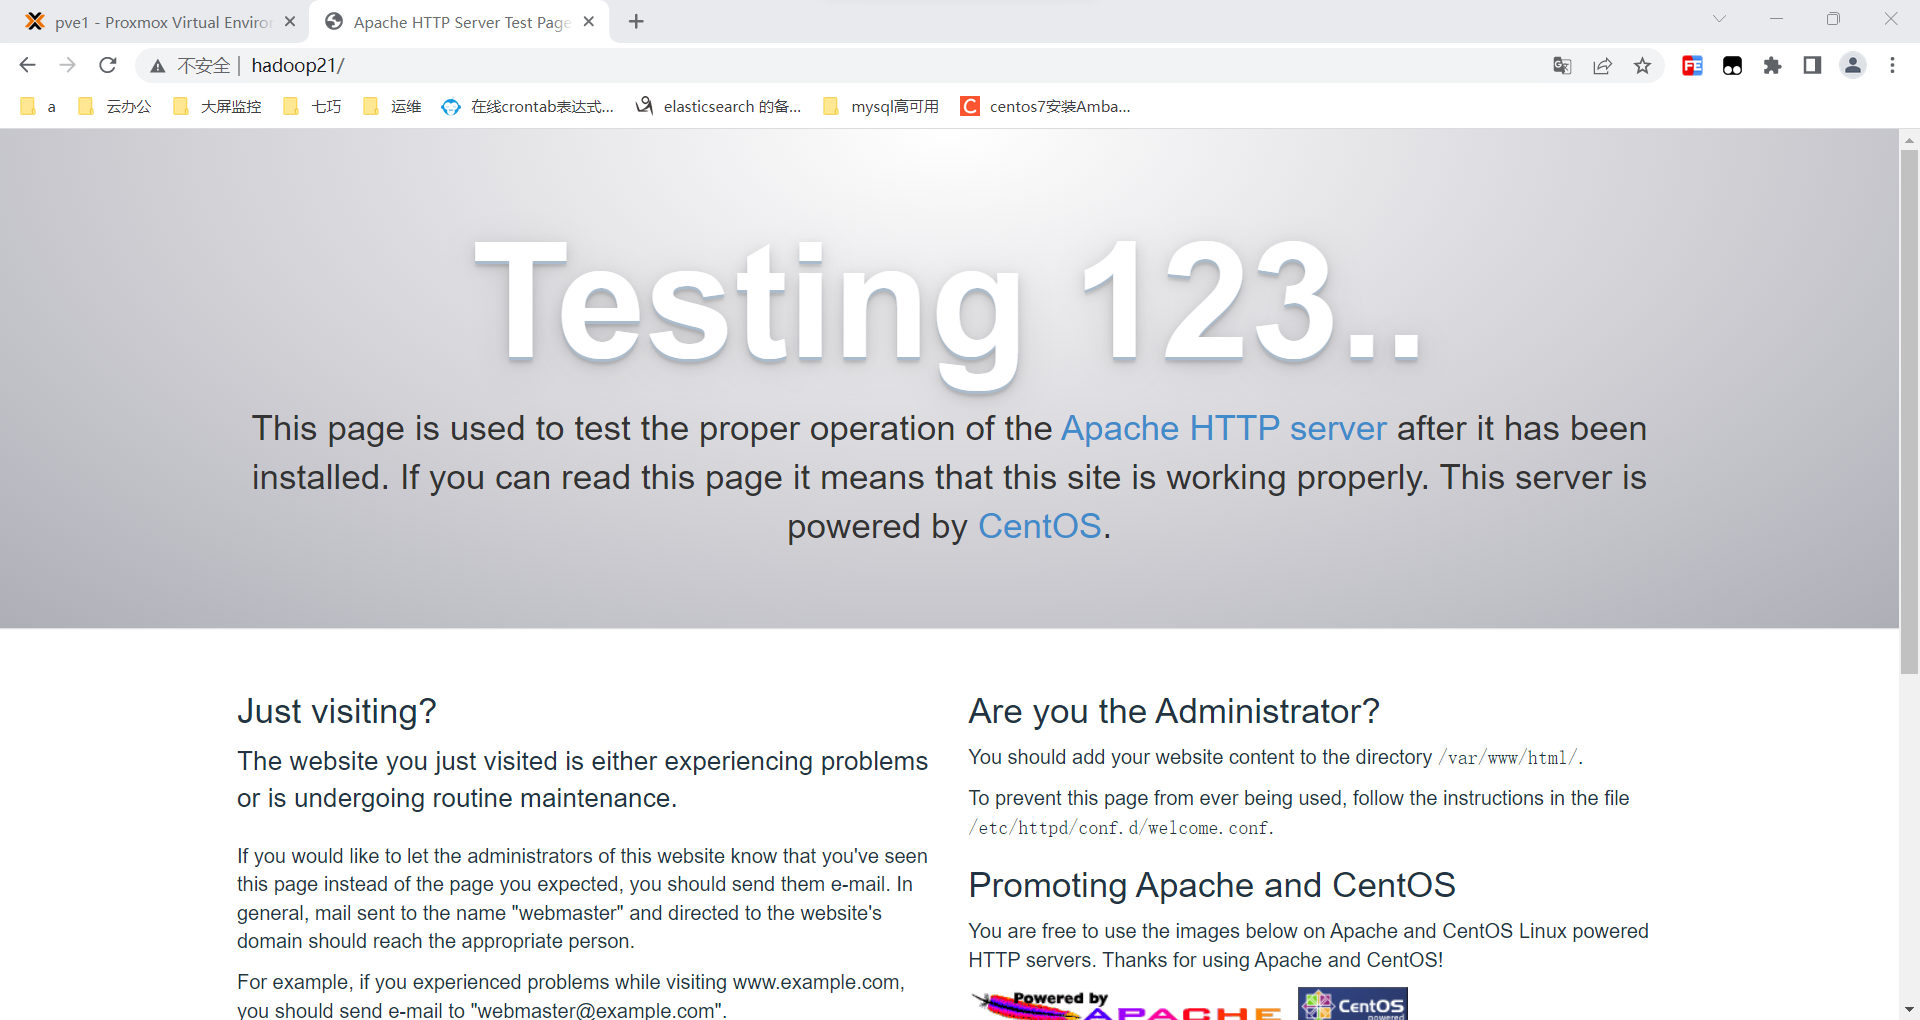 pve1 - Proxmox Virtual Enviro
Apache HTTP Server Test Page
不安全
hadoop21/
a
云办公
大屏监控
七巧
运维
在线crontab表达式...
elasticsearch 的备...
mysql高可用
centos7安装Amba...
Testing 123..
This page is used to test the proper operation of the Apache HTTP server after it has been
installed. If you can read this page it means that this site is working properly. This server is
powered by CentOS.
Just visiting?
The website you just visited is either experiencing problems
or is undergoing routine maintenance.
If you would like to let the administrators of this website know that you've seen
this page instead of the page you expected, you should send them e-mail. In
general, mail sent to the name "webmaster" and directed to the website's
domain should reach the appropriate person.
For example, if you experienced problems while visiting www.example.com,
you should send e-mail to "webmaster@example.com".
Are you the Administrator?
You should add your website content to the directory /var/www/html/.
To prevent this page from ever being used, follow the instructions in the file
/etc/httpd/conf.d/welcome.conf.
Promoting Apache and CentOS
You are free to use the images below on Apache and CentOS Linux powered
HTTP servers. Thanks for using Apache and CentOS!
Powered by
APACHE
CentOS
powered